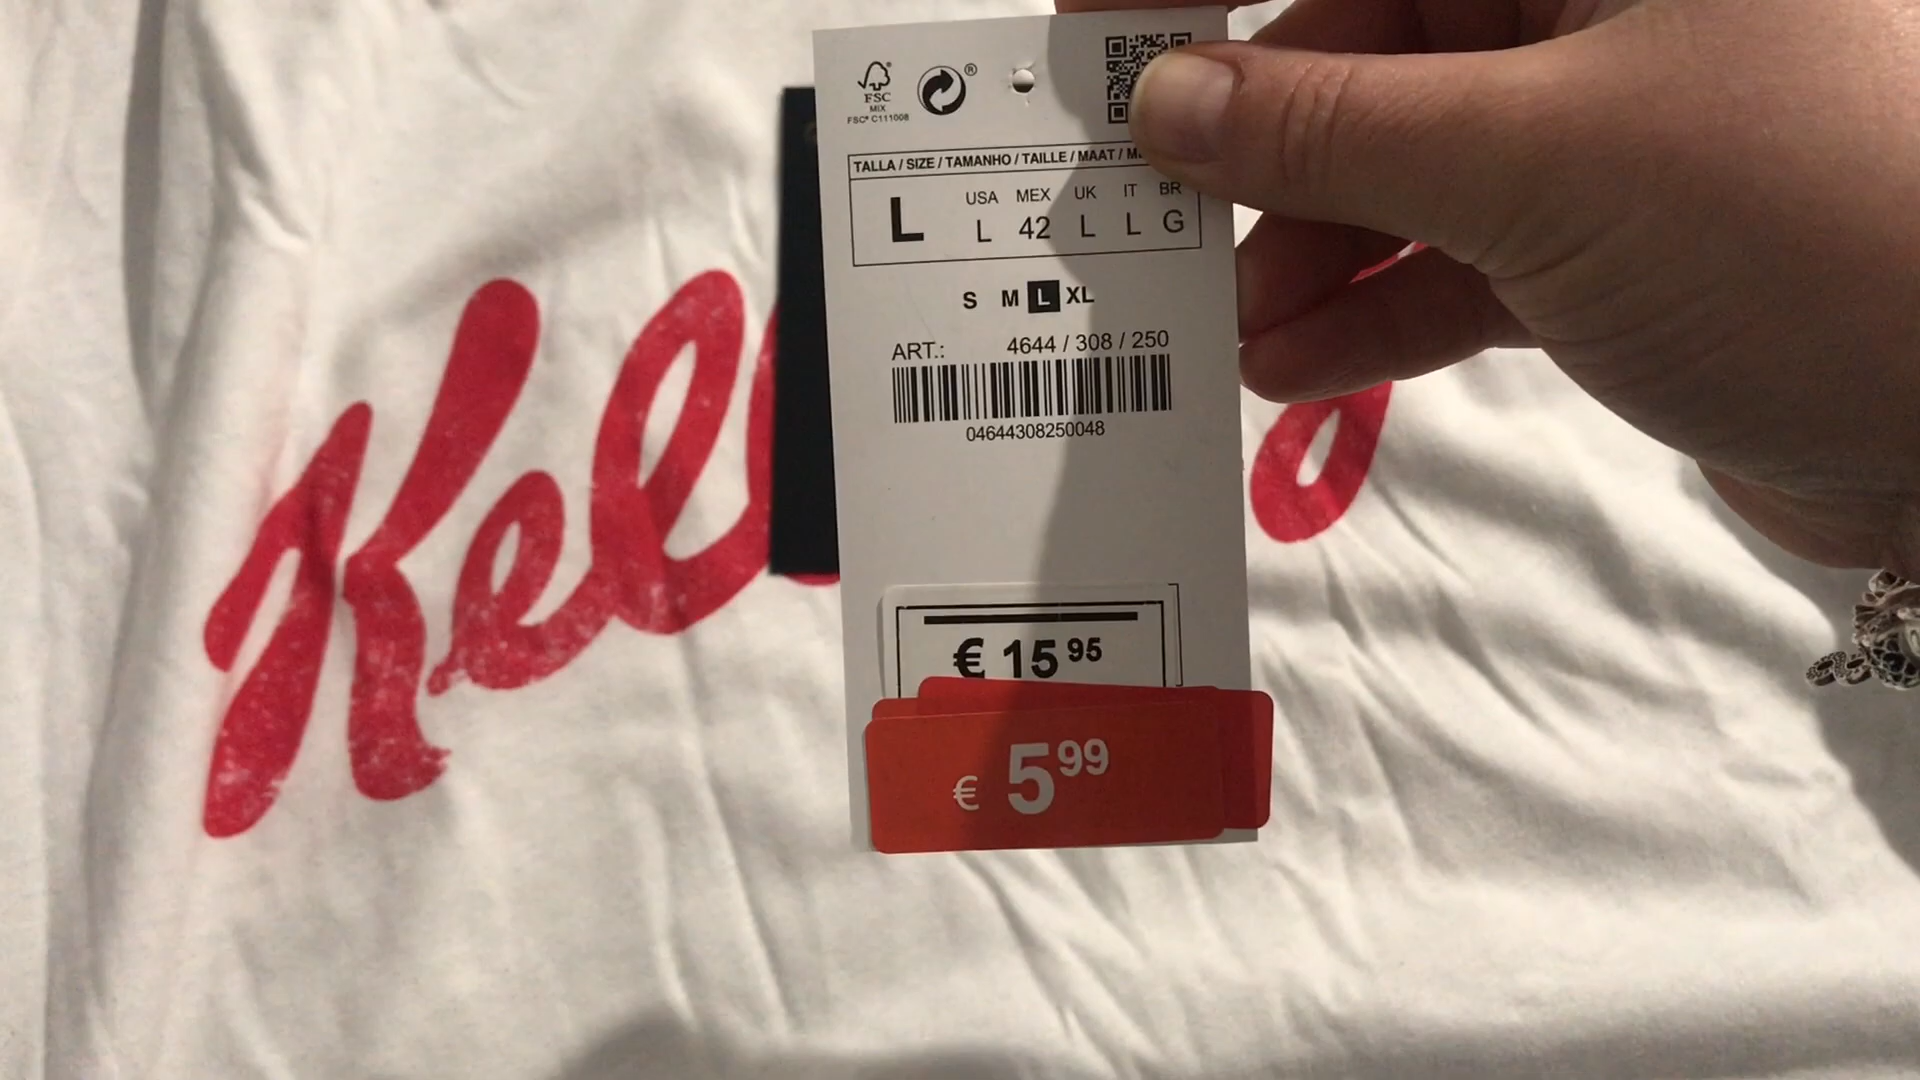 FSC
MIX
FSC® C111008
®
TALLA / SIZE / TAMANHO / TAILLE / MAAT /
USA MEX UK IT BR
L L 42 L L G
S M L XL
ART.: 4644 / 308 / 250
04644308250048
€ 15 95
€ 5 99
Kell